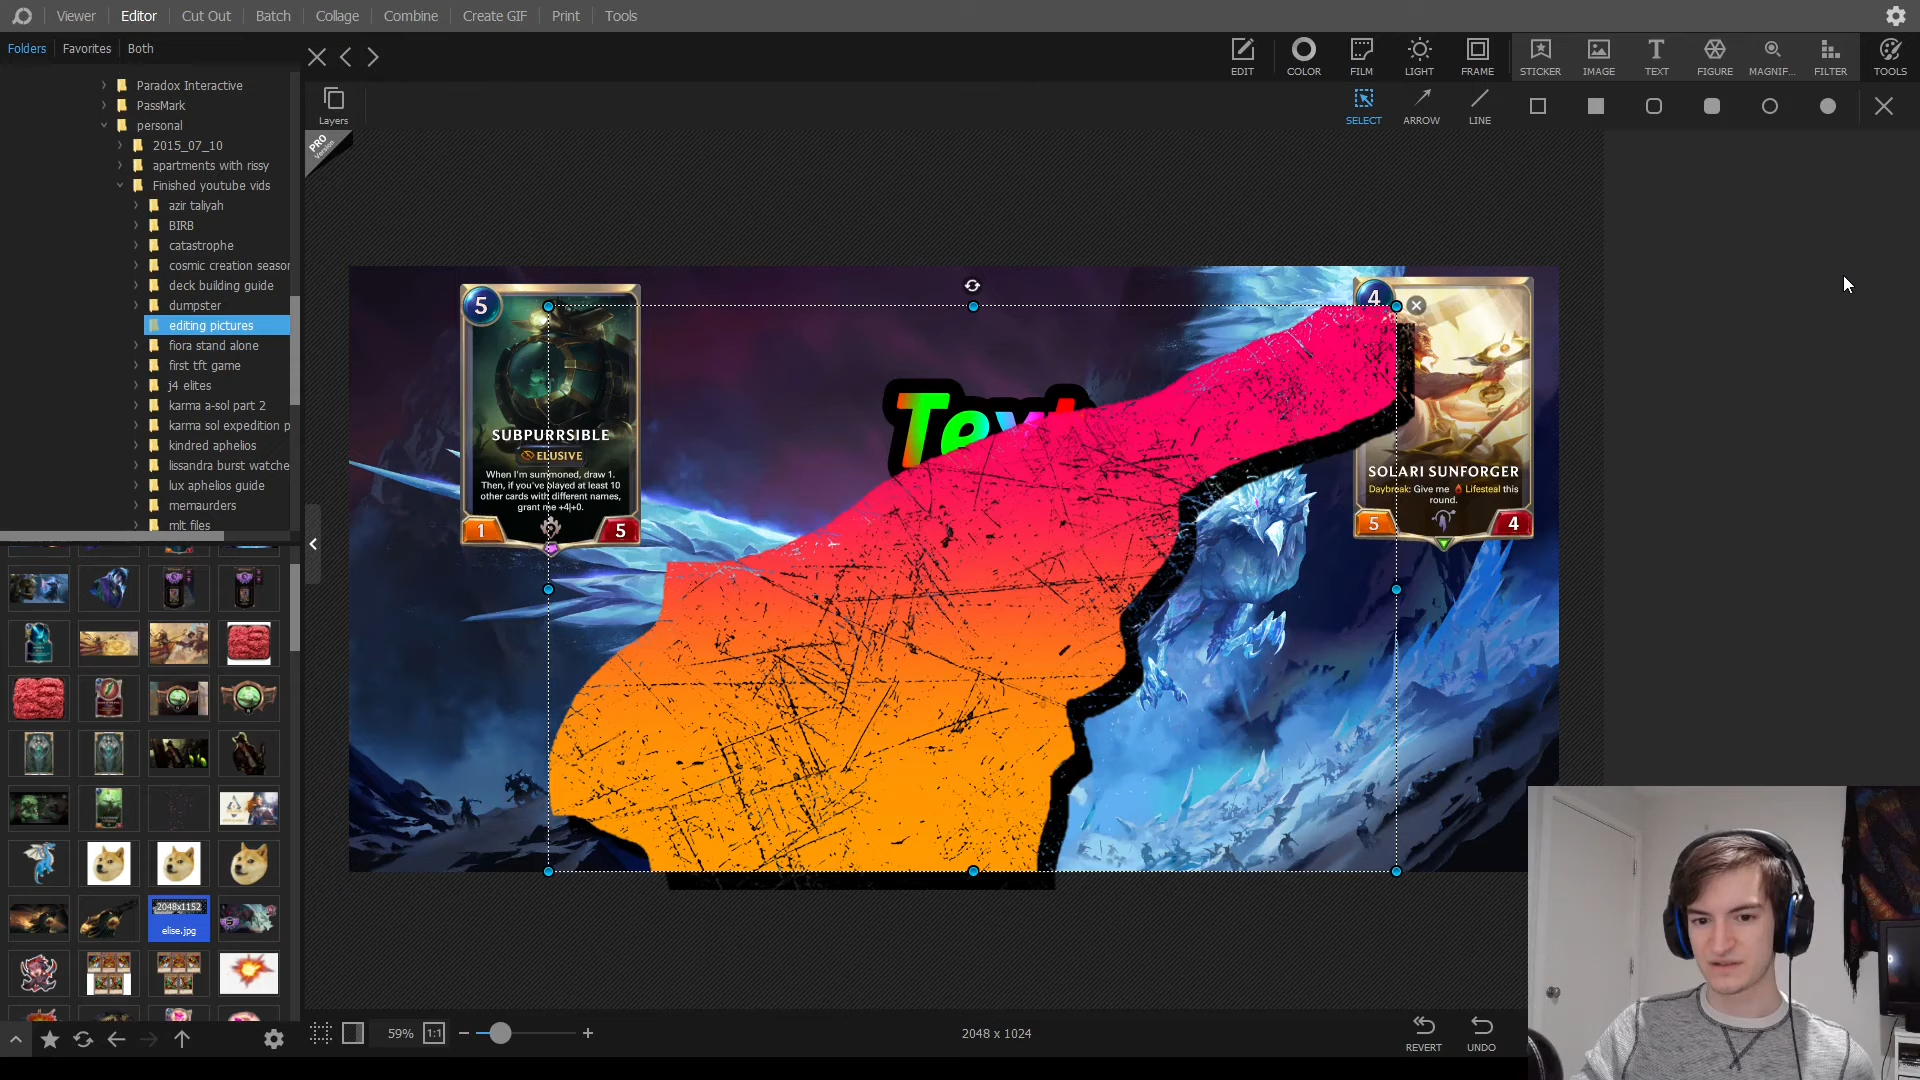 Viewer Editor Cut Out Batch Collage Combine Create GIF Print Tools
Folders Favorites Both
EDIT COLOR FILM LIGHT FRAME STICKER IMAGE TEXT FIGURE MAGNIF... FILTER TOOLS
Layers
SELECT ARROW LINE
PRO
Version
Paradox Interactive
PassMark
personal
2015_07_10
apartments with rissy
Finished youtube vids
azir taliyah
BIRB
catastrophe
cosmic creation season
deck building guide
dumpster
editing pictures
fiora stand alone
first tft game
j4 elites
karma a-sol part 2
karma sol expedition p
kindred aphelios
lissandra burst watche
lux aphelios guide
memaurders
mlt files
5
SUBPURRSIBLE
ELUSIVE
When I'm summoned, draw 1.
Then, if you've played at least 10
other cards with different names,
grant me +4|+0.
1 5
Text
4
SOLARI SUNFORGER
Daybreak: Give me Lifesteal this
round.
5 4
2048x1152
elise.jpg
59% 1:1
2048 x 1024
REVERT UNDO